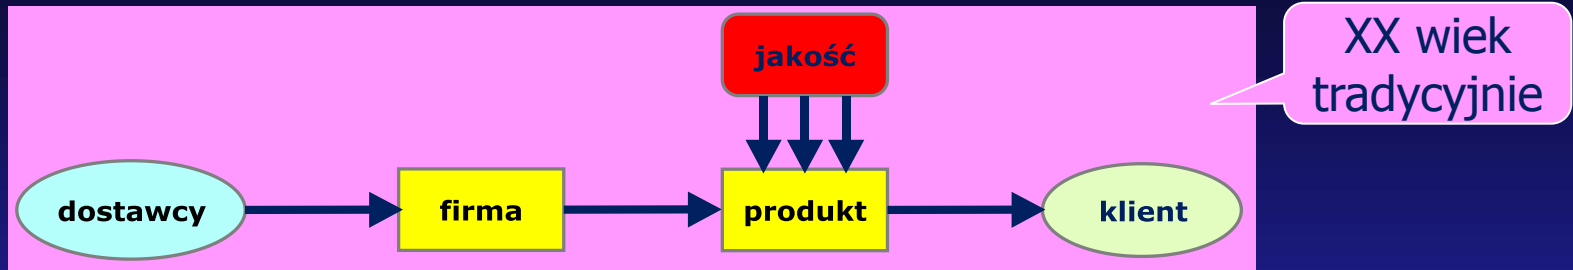 jakość
XX wiek
tradycyjnie
dostawcy
firma
produkt
klient